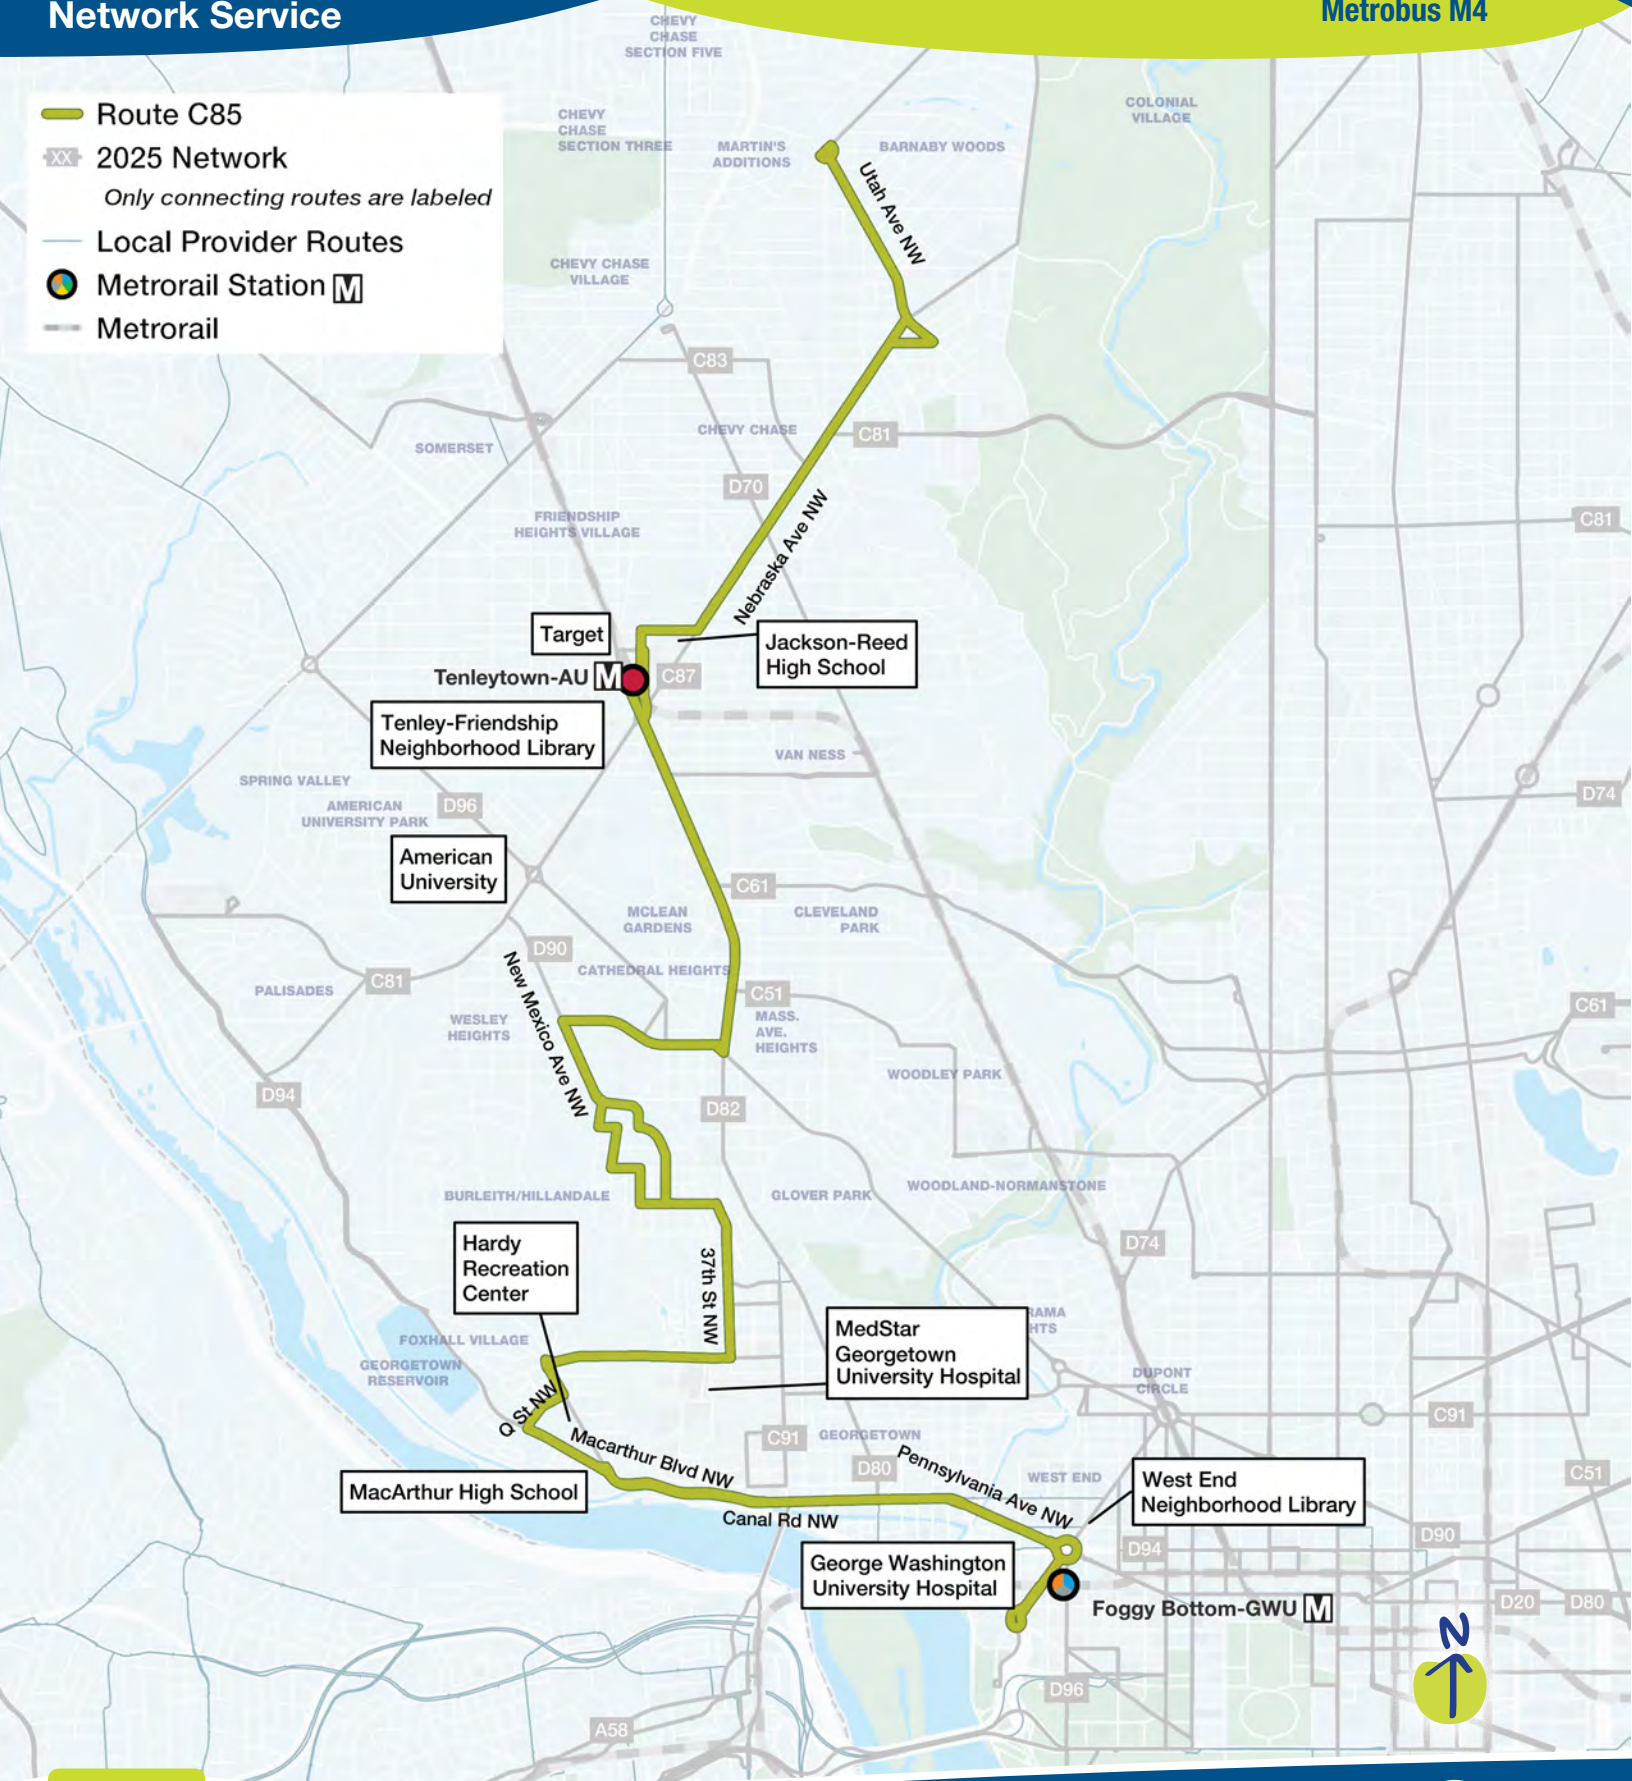 Network Service
Metrobus M4
Route C85
XX 2025 Network
Only connecting routes are labeled
Local Provider Routes
Metrorail Station M
Metrorail
CHEVY
CHASE
SECTION FIVE
CHEVY
CHASE
SECTION THREE
MARTIN'S
ADDITIONS
BARNABY WOODS
COLONIAL
VILLAGE
Utah Ave NW
CHEVY CHASE
VILLAGE
C83
CHEVY CHASE
C81
SOMERSET
D70
FRIENDSHIP
HEIGHTS VILLAGE
Nebraska Ave NW
C81
Target
Jackson-Reed
High School
Tenleytown-AU M
C87
Tenley-Friendship
Neighborhood Library
VAN NESS
SPRING VALLEY
AMERICAN
UNIVERSITY PARK
D96
D74
American
University
C61
MCLEAN
GARDENS
CLEVELAND
PARK
D90
New Mexico Ave NW
CATHEDRAL HEIGHTS
C81
PALISADES
C51
C61
WESLEY
HEIGHTS
MASS.
AVE.
HEIGHTS
WOODLEY PARK
D94
D82
BURLEITH/HILLANDALE
GLOVER PARK
WOODLAND-NORMANSTONE
Hardy
Recreation
Center
37th St NW
D74
MedStar
Georgetown
University Hospital
RAMA
HTS
FOXHALL VILLAGE
GEORGETOWN
RESERVOIR
DUPONT
CIRCLE
Q St NW
C91
C91
GEORGETOWN
Macarthur Blvd NW
D80
Pennsylvania Ave NW
WEST END
C51
MacArthur High School
West End
Neighborhood Library
Canal Rd NW
D90
D94
George Washington
University Hospital
Foggy Bottom-GWU M
D20
D80
N
D96
A58